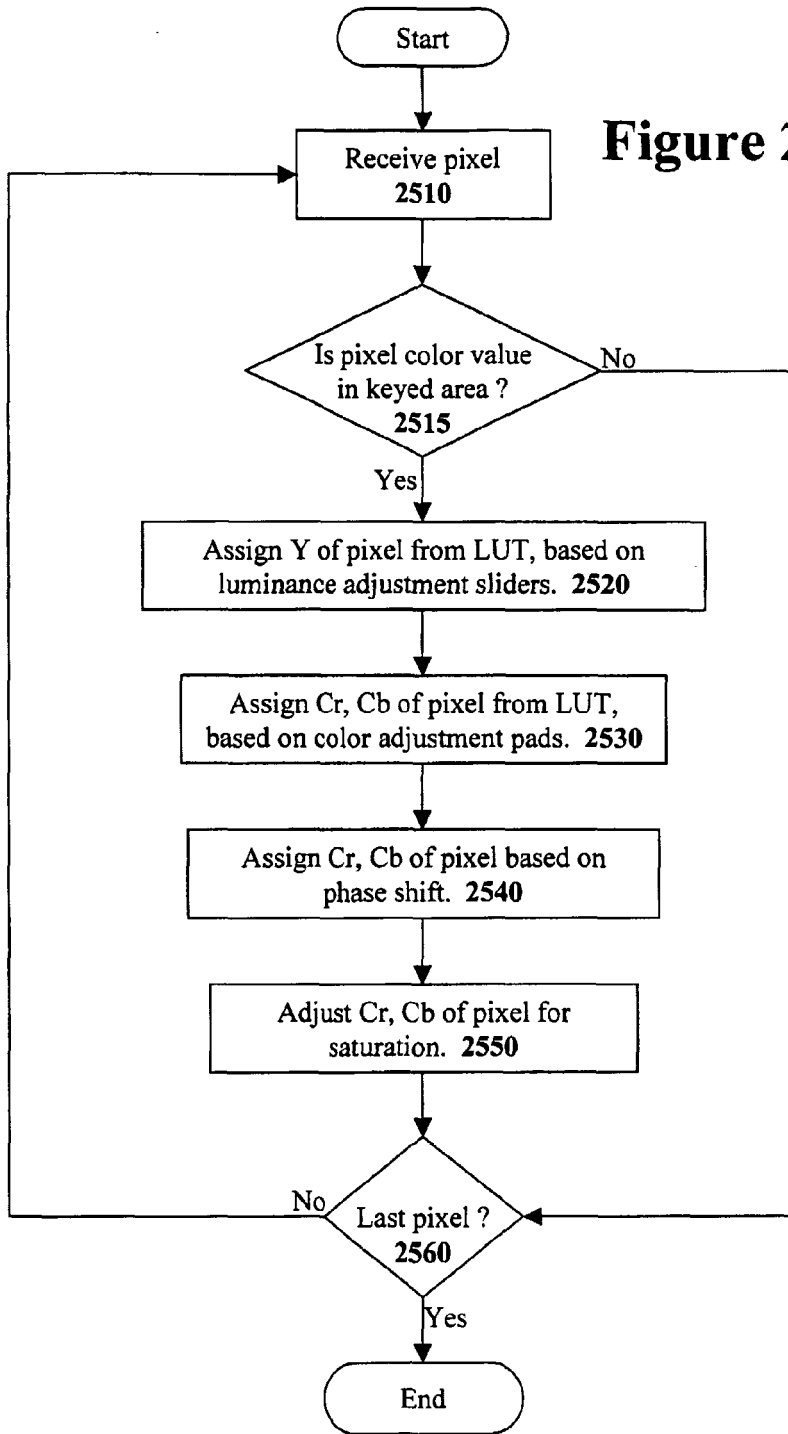 Start
Figure 2
Receive pixel
2510
Is pixel color value
in keyed area ?
2515
No
Yes
Assign Y of pixel from LUT, based on
luminance adjustment sliders. 2520
Assign Cr, Cb of pixel from LUT,
based on color adjustment pads. 2530
Assign Cr, Cb of pixel based on
phase shift. 2540
Adjust Cr, Cb of pixel for
saturation. 2550
No
Last pixel ?
2560
Yes
End